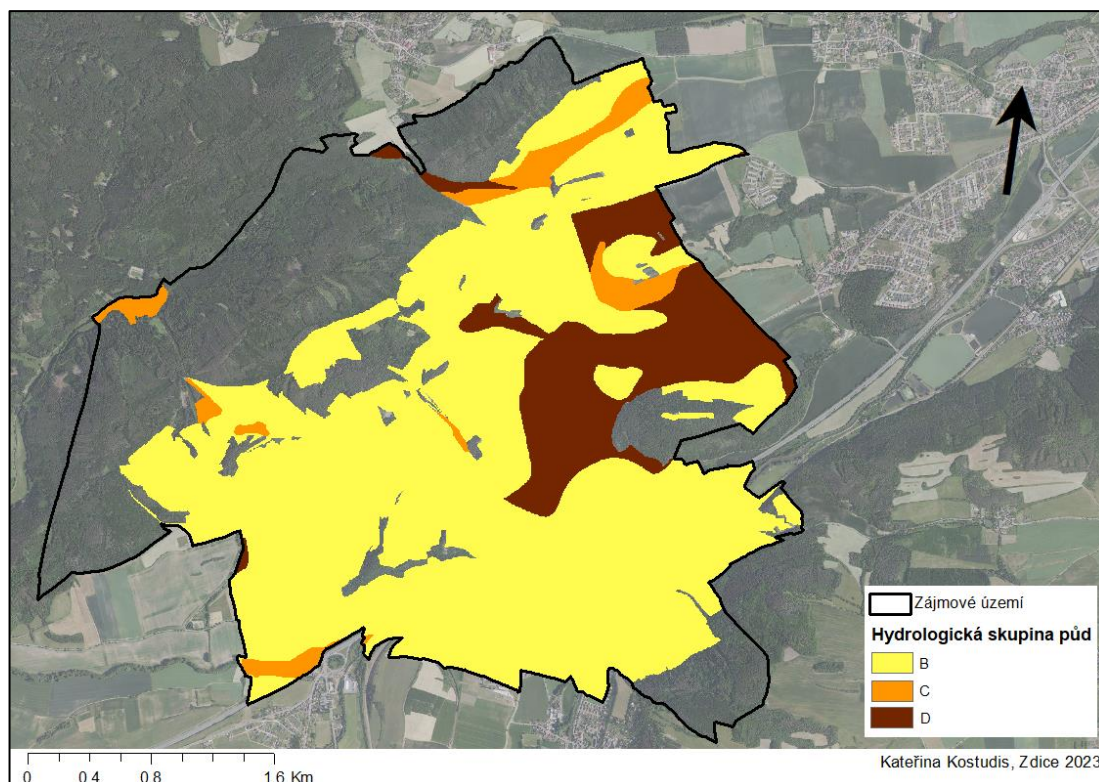 Zájmové území
Hydrologická skupina půd
B
C
D
0 0.4 0.8 1.6 Km
Kateřina Kostudis, Zdice 2023